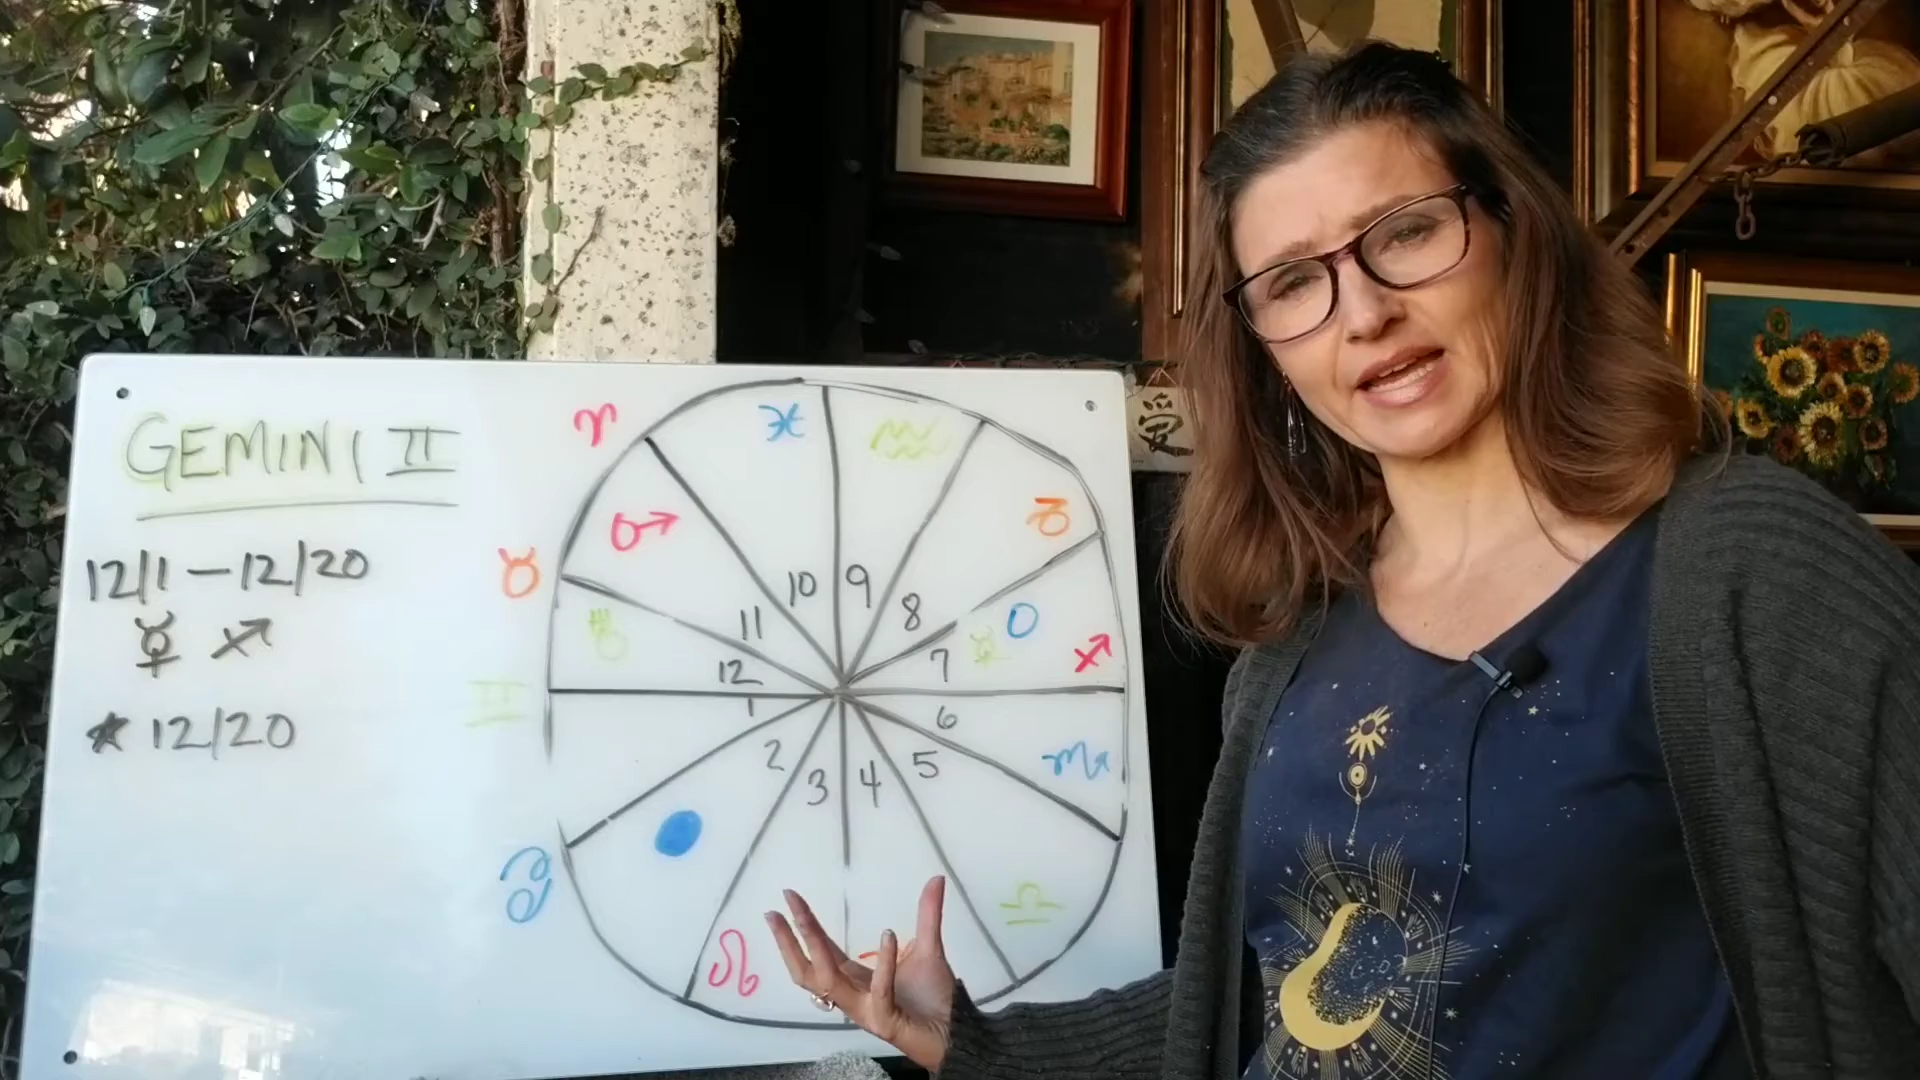 GEMINI ♊
12/1 – 12/20
☿ ♐
★ 12/20
♈ ♓ ♒
♂ ♑
♉ 10 9
11 8 ○
12 7 ☿ ♐
♊
1 6
2 5 ♏
3 4
♋ ♎
♌
愛